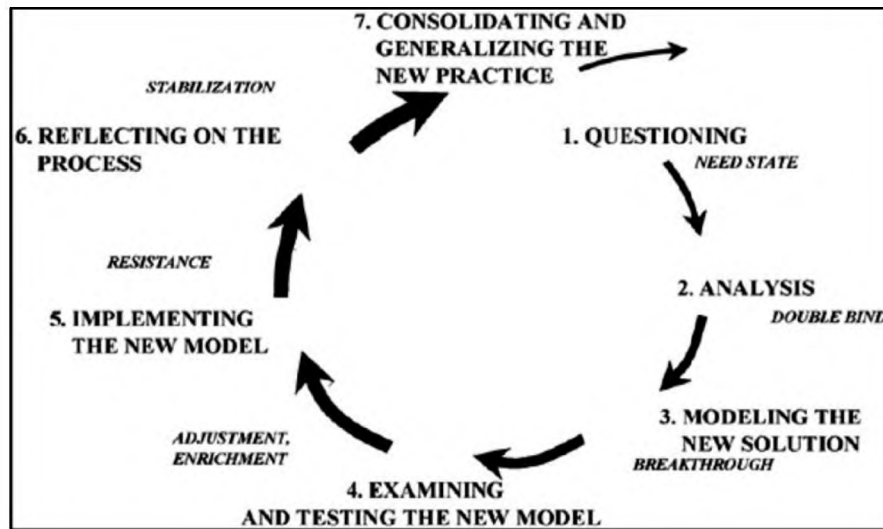 7. CONSOLIDATING AND
GENERALIZING THE
NEW PRACTICE
1. QUESTIONING
NEED STATE
2. ANALYSIS
DOUBLE BIND
3. MODELING THE
NEW SOLUTION
BREAKTHROUGH
4. EXAMINING
AND TESTING THE NEW MODEL
ADJUSTMENT,
ENRICHMENT
5. IMPLEMENTING
THE NEW MODEL
RESISTANCE
6. REFLECTING ON THE
PROCESS
STABILIZATION